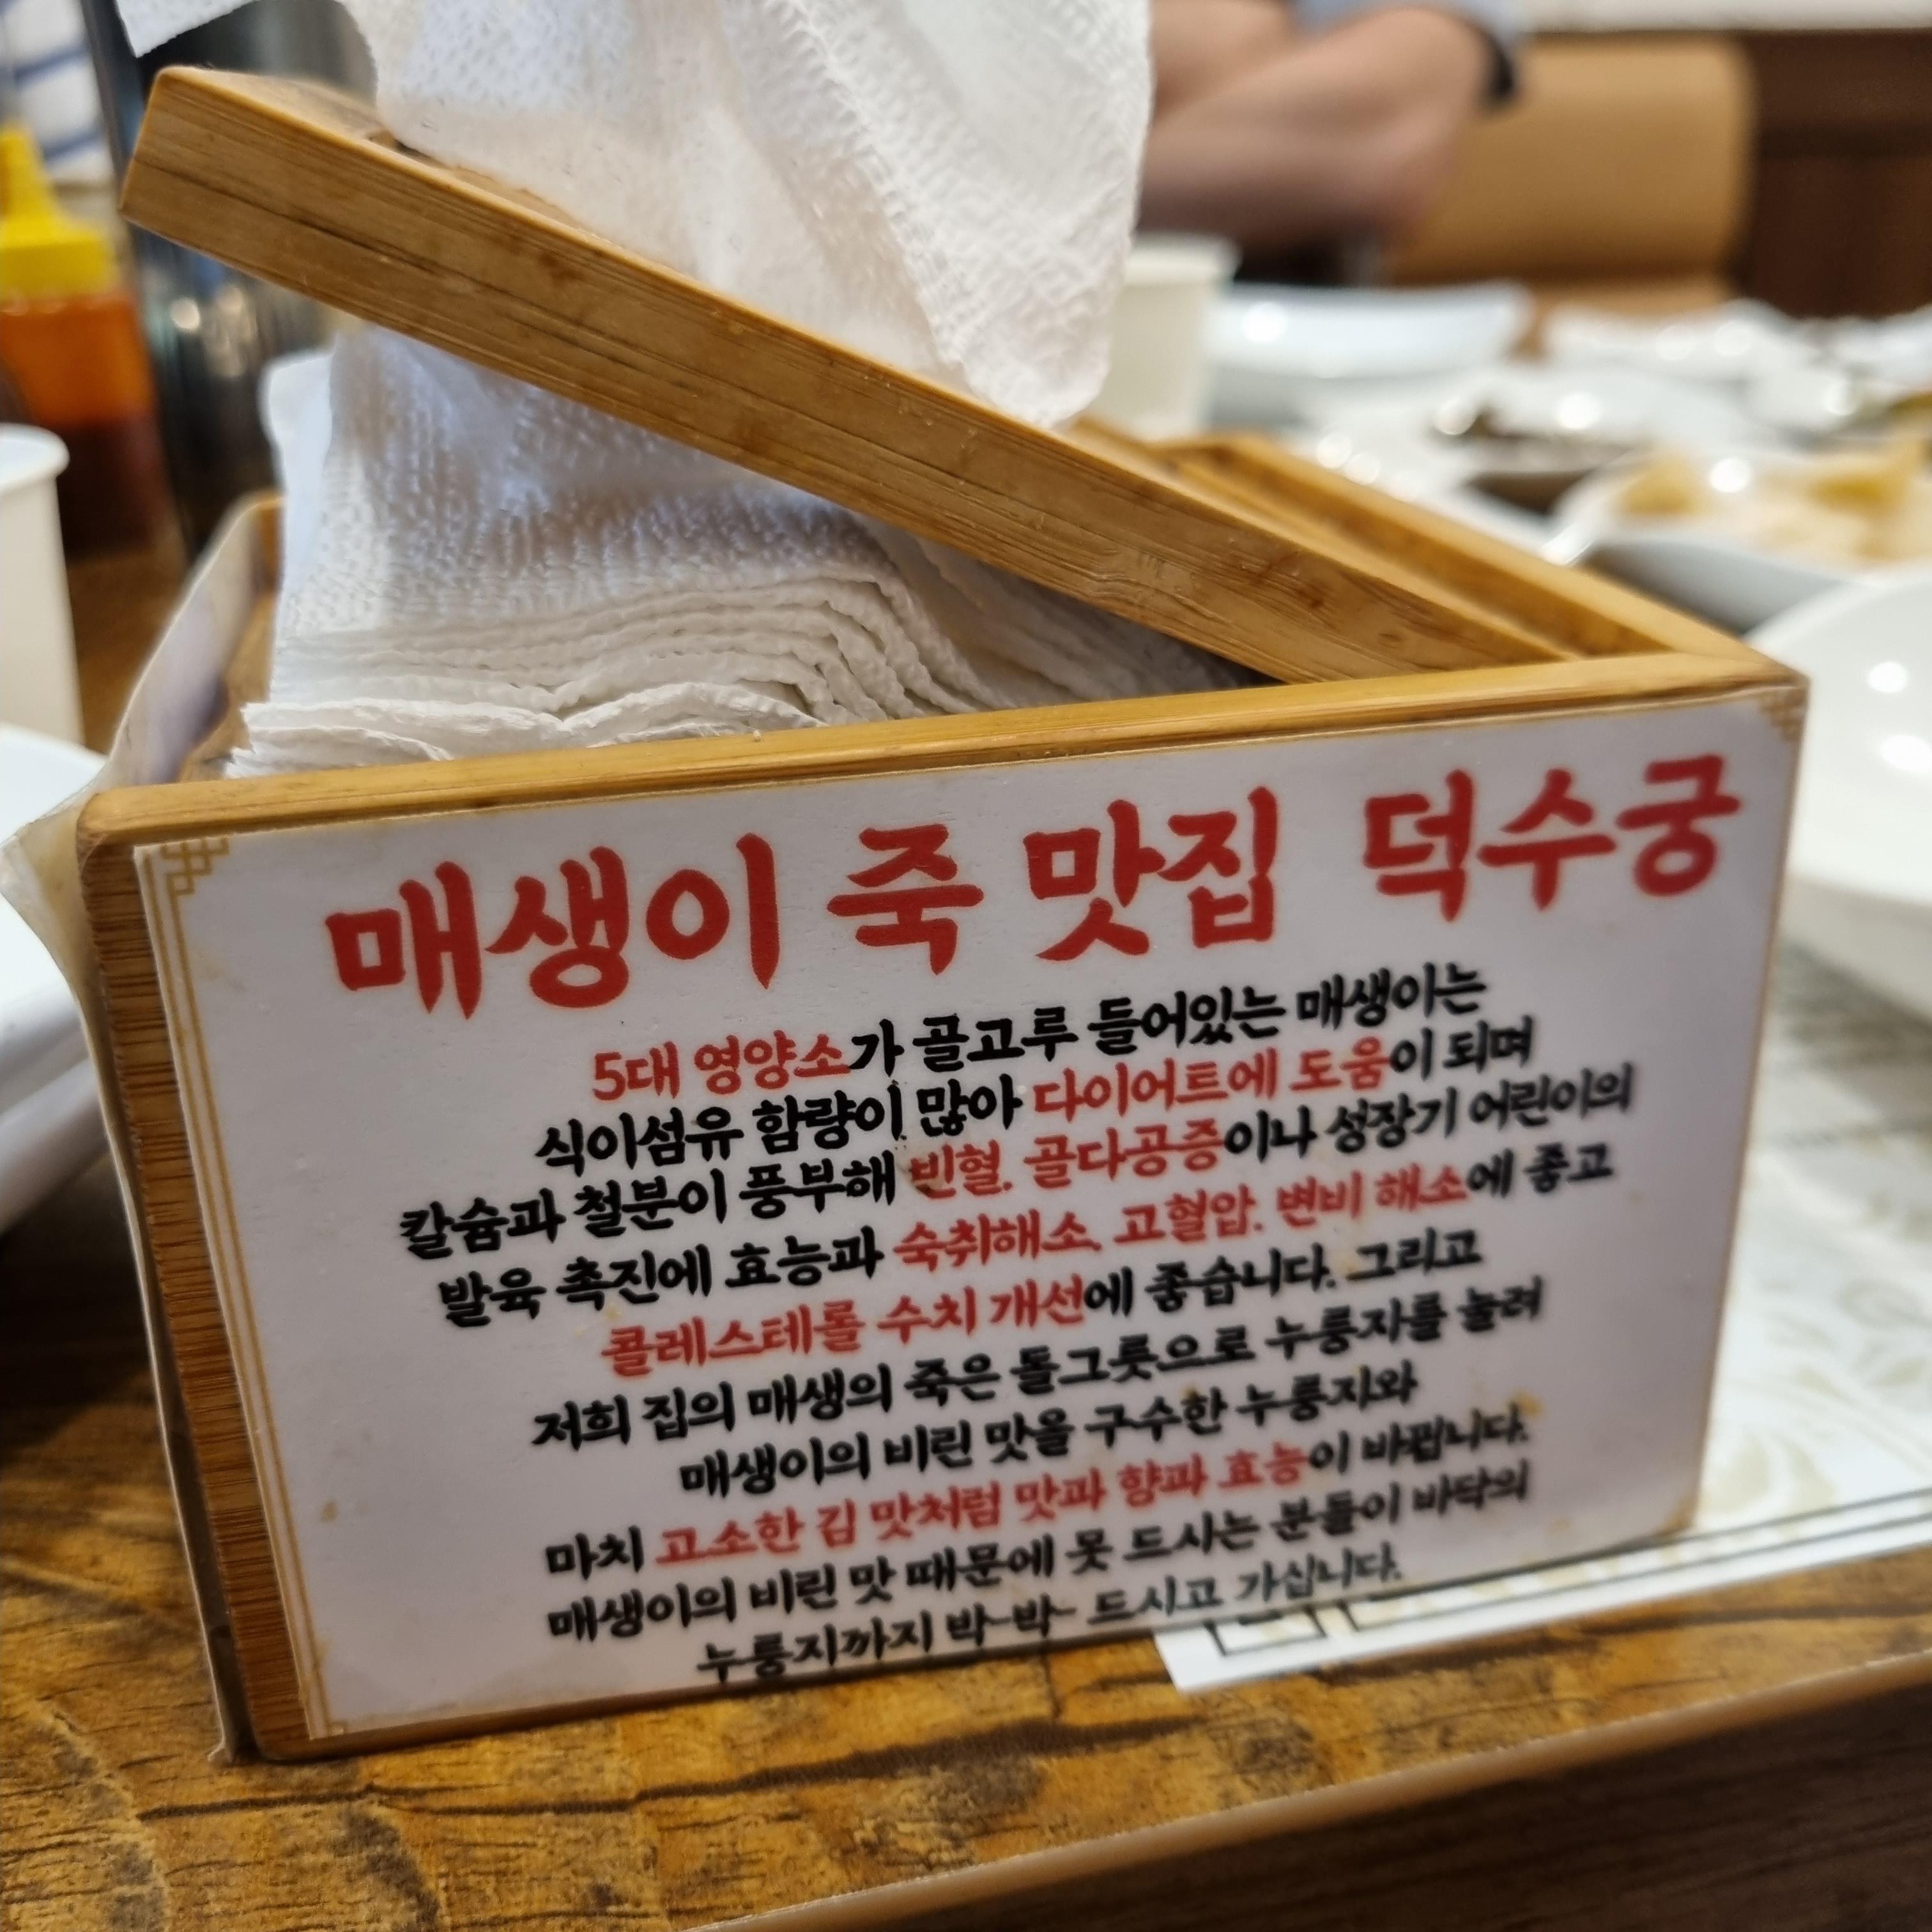 매생이 죽 맛집 덕수궁
5대 영양소가 골고루 들어있는 매생이는
식이섬유 함량이 많아 다이어트에 도움이 되며
칼슘과 철분이 풍부해 빈혈. 골다공증이나 성장기 어린이의
발육 촉진에 효능과 숙취해소. 고혈압. 변비 해소에 좋고
콜레스테롤 수치 개선에 좋습니다. 그리고
저희 집의 매생의 죽은 돌그릇으로 누룽지를 눌려
매생이의 비린 맛을 구수한 누룽지와
마치 고소한 김 맛처럼 맛과 향과 효능이 바뀝니다.
매생이의 비린 맛 때문에 못 드시는 분들이 바닥의
누룽지까지 박-박- 드시고 가십니다.